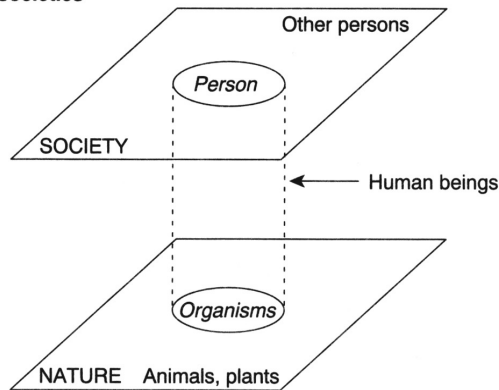 Other persons
Person
SOCIETY
Human beings
Organisms
NATURE Animals, plants